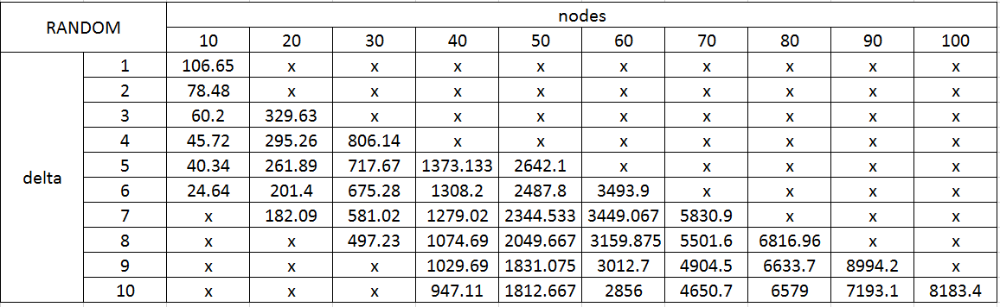 RANDOM nodes
10 20 30 40 50 60 70 80 90 100
delta
1 106.65 x x x x x x x x x
2 78.48 x x x x x x x x x
3 60.2 329.63 x x x x x x x x
4 45.72 295.26 806.14 x x x x x x x
5 40.34 261.89 717.67 1373.133 2642.1 x x x x x
6 24.64 201.4 675.28 1308.2 2487.8 3493.9 x x x x
7 x 182.09 581.02 1279.02 2344.533 3449.067 5830.9 x x x
8 x x 497.23 1074.69 2049.667 3159.875 5501.6 6816.96 x x
9 x x x 1029.69 1831.075 3012.7 4904.5 6633.7 8994.2 x
10 x x x 947.11 1812.667 2856 4650.7 6579 7193.1 8183.4